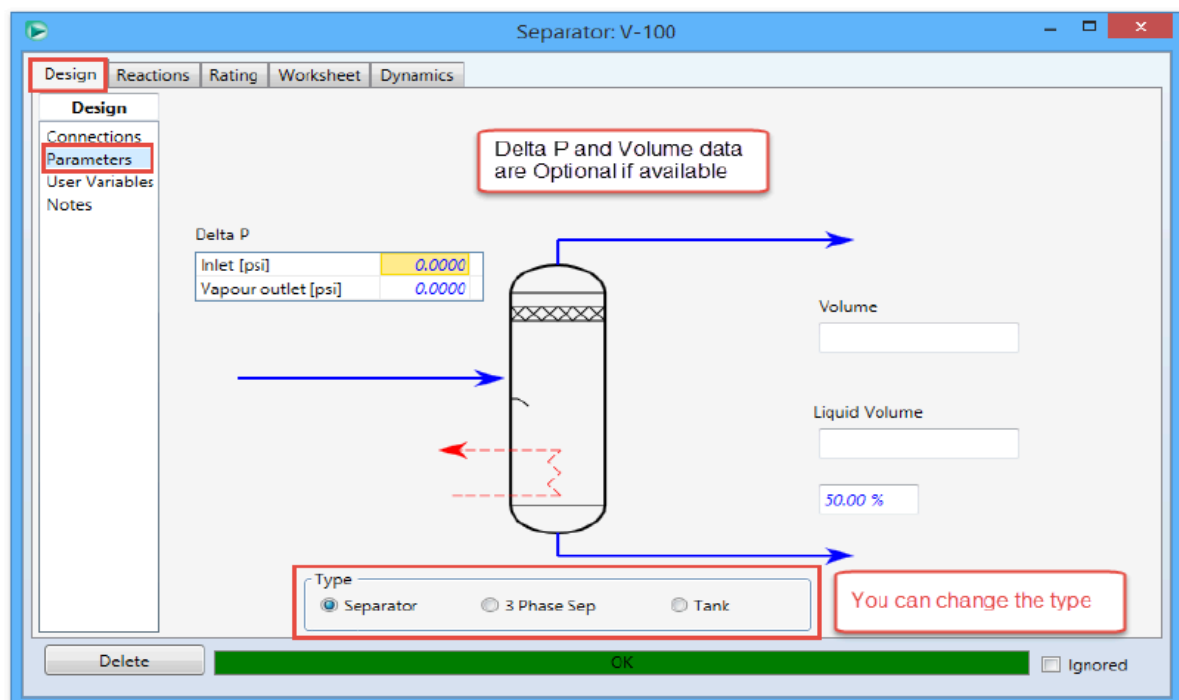 Separator: V-100
Design Reactions Rating Worksheet Dynamics
Design
Connections
Parameters
User Variables
Notes
Delta P and Volume data
are Optional if available
Delta P
Inlet [psi] 0.0000
Vapour outlet [psi] 0.0000
Volume
Liquid Volume
50.00 %
Type
Separator 3 Phase Sep Tank
You can change the type
Delete OK Ignored